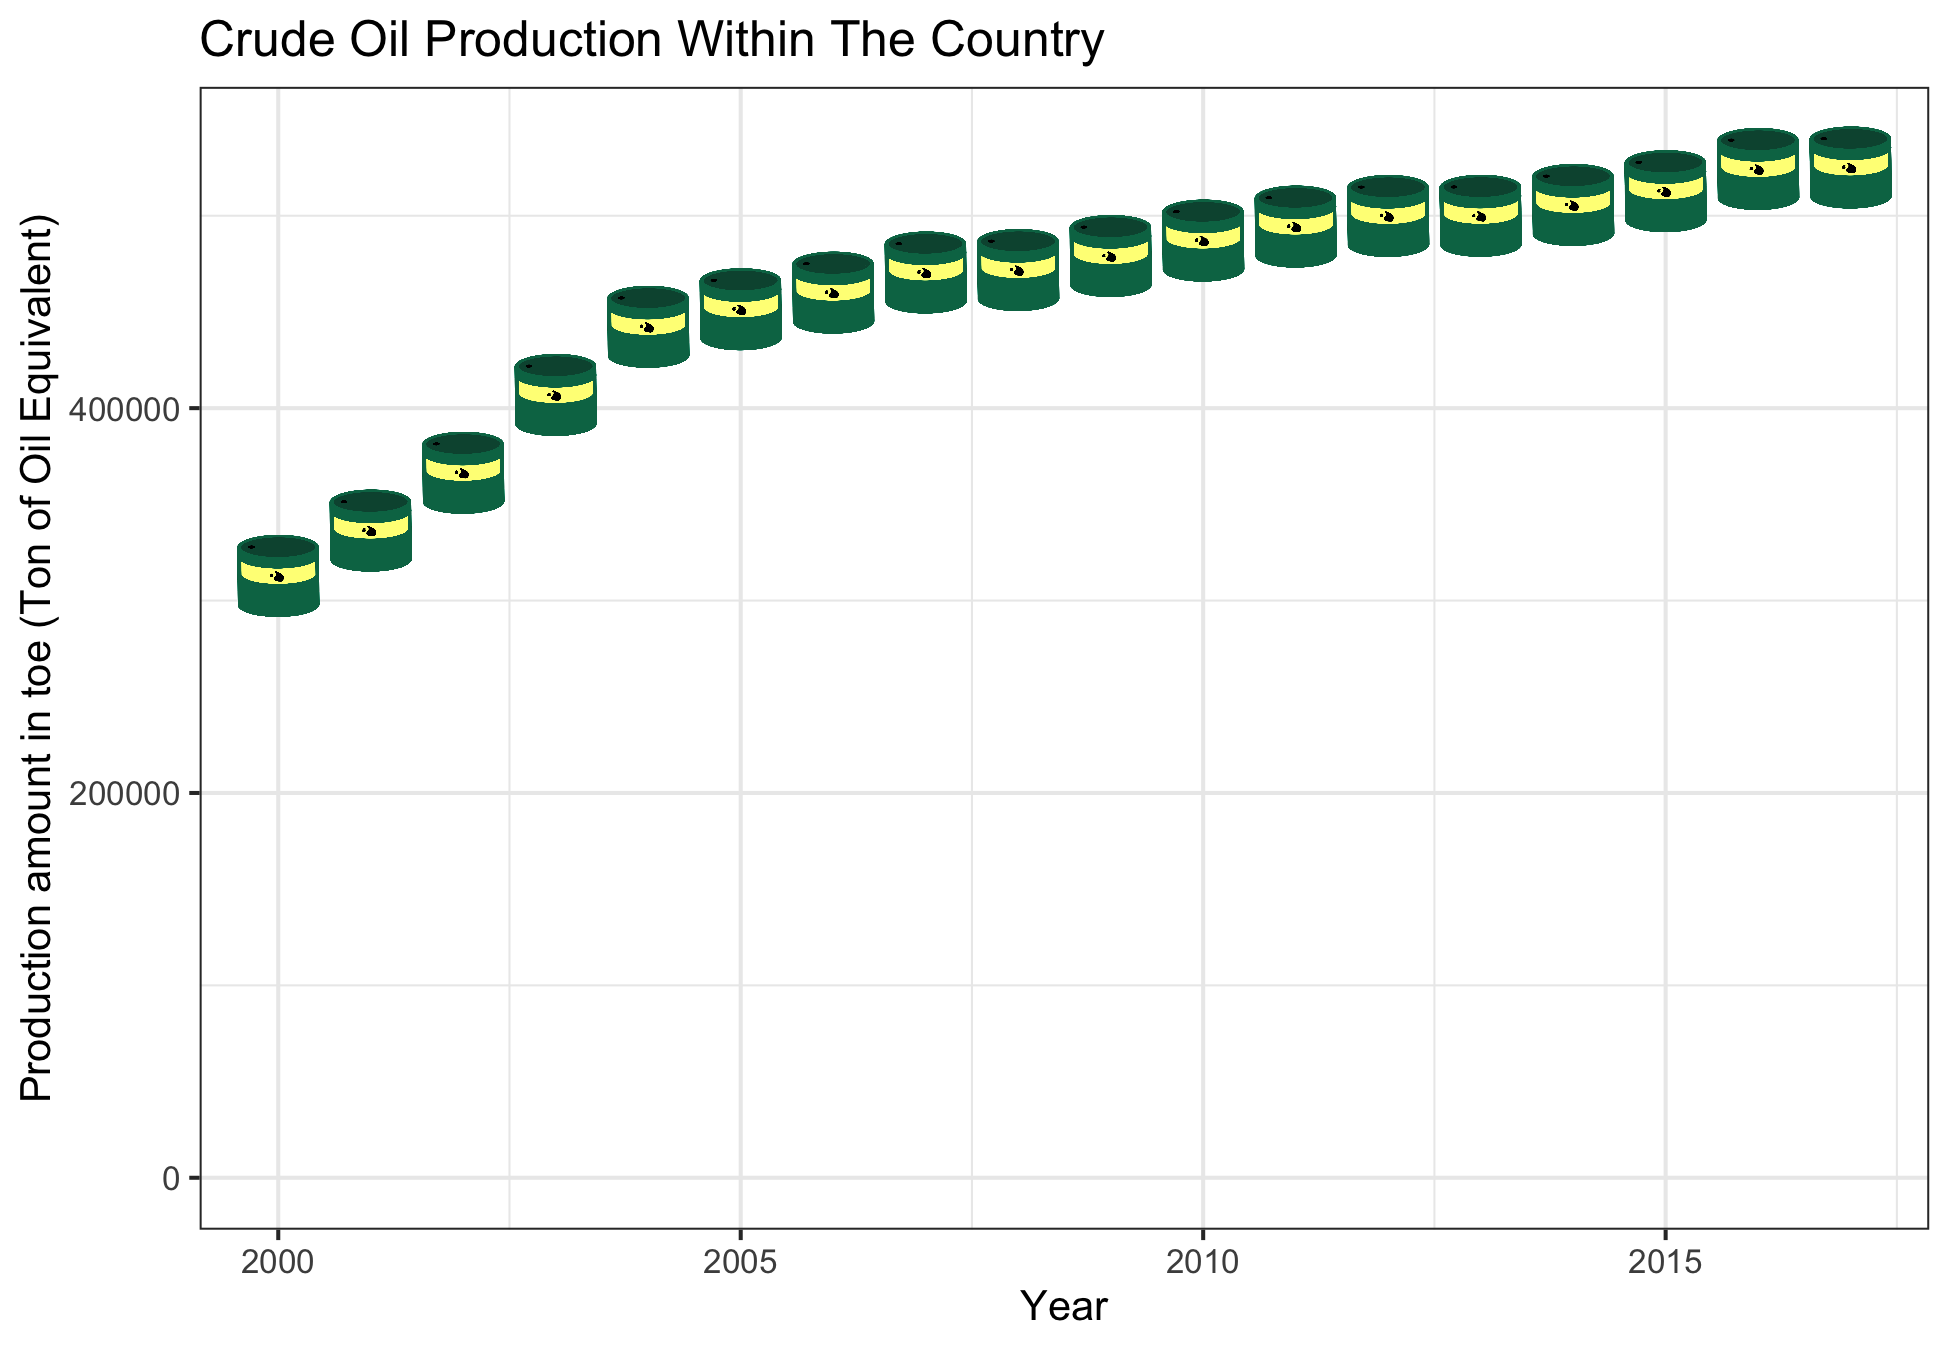 Crude Oil Production Within The Country
Production amount in toe (Ton of Oil Equivalent)
400000
200000
0
2000
2005
2010
2015
Year